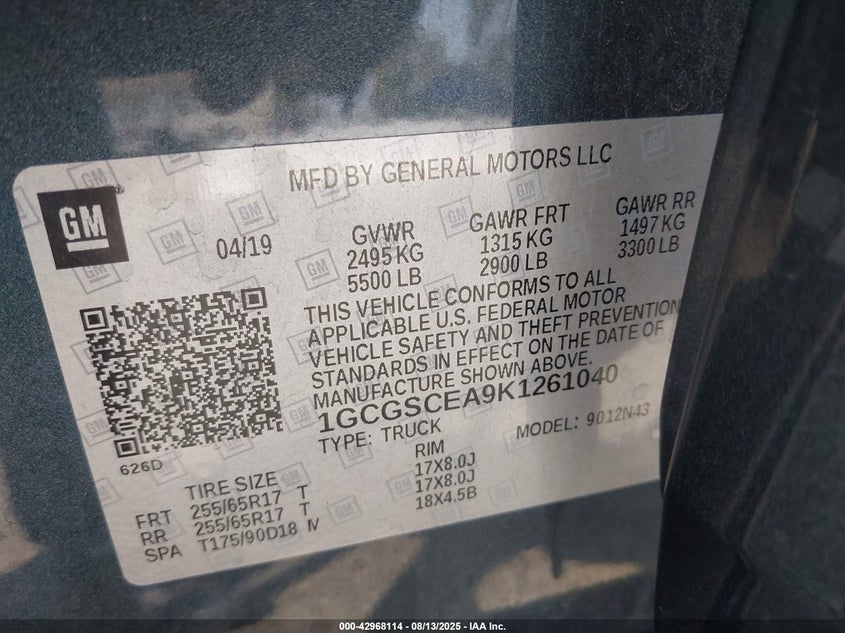 MFD BY GENERAL MOTORS LLC
GM
04/19
GVWR
2495 KG
5500 LB
GAWR FRT
1315 KG
2900 LB
GAWR RR
1497 KG
3300 LB
THIS VEHICLE CONFORMS TO ALL
APPLICABLE U.S. FEDERAL MOTOR
VEHICLE SAFETY AND THEFT PREVENTION
STANDARDS IN EFFECT ON THE DATE OF
MANUFACTURE SHOWN ABOVE.
1GCGSCEA9K1261040
TYPE: TRUCK
MODEL: 9012N43
626D
TIRE SIZE
RIM
FRT 255/65R17 T 17X8.0J
RR 255/65R17 T 17X8.0J
SPA T175/90D18 M 18X4.5B
000-42968114 - 08/13/2025 - IAA Inc.